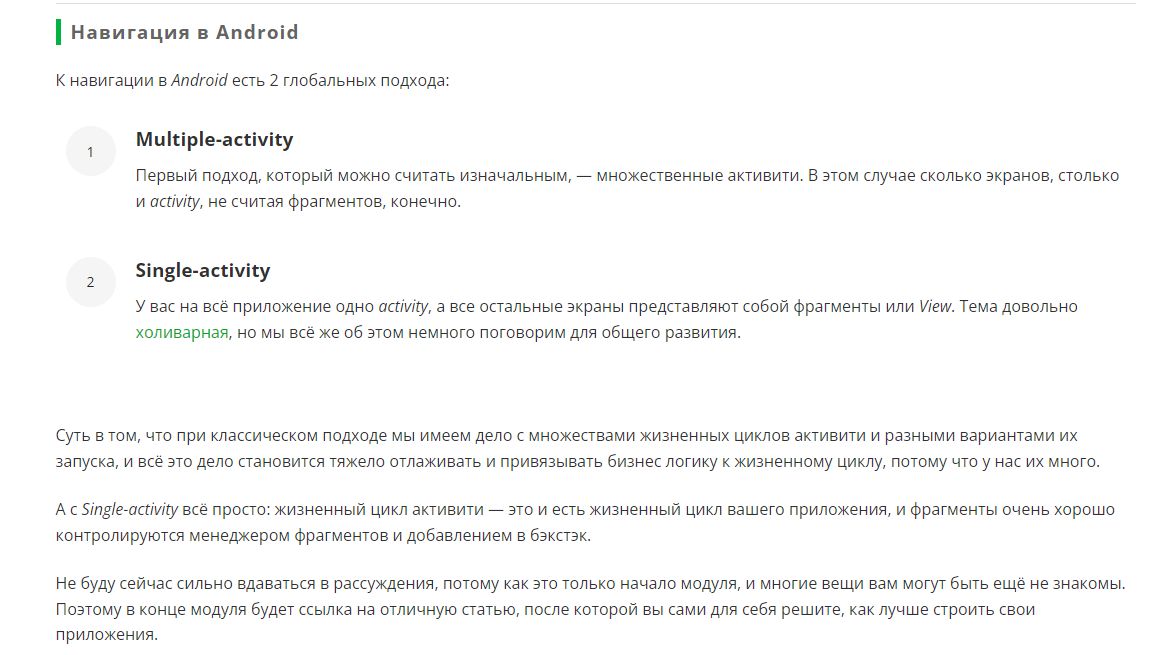 Навигация в Android
К навигации в Android есть 2 глобальных подхода:
1
Multiple-activity
Первый подход, который можно считать изначальным, — множественные активити. В этом случае сколько экранов, столько
и activity, не считая фрагментов, конечно.
2
Single-activity
У вас на всё приложение одно activity, а все остальные экраны представляют собой фрагменты или View. Тема довольно
холиварная, но мы всё же об этом немного поговорим для общего развития.
Суть в том, что при классическом подходе мы имеем дело с множествами жизненных циклов активити и разными вариантами их
запуска, и всё это дело становится тяжело отлаживать и привязывать бизнес логику к жизненному циклу, потому что у нас их много.
А с Single-activity всё просто: жизненный цикл активити — это и есть жизненный цикл вашего приложения, и фрагменты очень хорошо
контролируются менеджером фрагментов и добавлением в бэкстэк.
Не буду сейчас сильно вдаваться в рассуждения, потому как это только начало модуля, и многие вещи вам могут быть ещё не знакомы.
Поэтому в конце модуля будет ссылка на отличную статью, после которой вы сами для себя решите, как лучше строить свои
приложения.